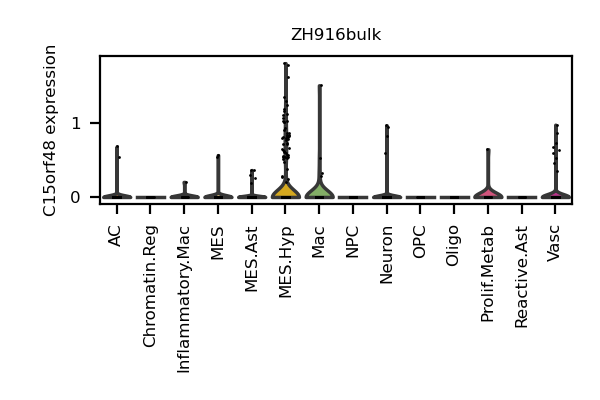 ZH916bulk
C15orf48 expression
1
0
AC
Chromatin.Reg
Inflammatory.Mac
MES
MES.Ast
MES.Hyp
Mac
NPC
Neuron
OPC
Oligo
Prolif.Metab
Reactive.Ast
Vasc